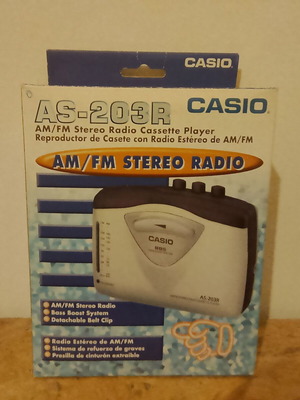 CASIO
AS-203R CASIO
AM/FM Stereo Radio Cassette Player
Reproductor de Casete con Radio Estéreo de AM/FM
AM/FM STEREO RADIO
CASIO
AS-203R
AM/FM Stereo Radio
Bass Boost System
Detachable Belt Clip
Radio Estéreo de AM/FM
Sistema de refuerzo de graves
Presilla de cinturón extraíble